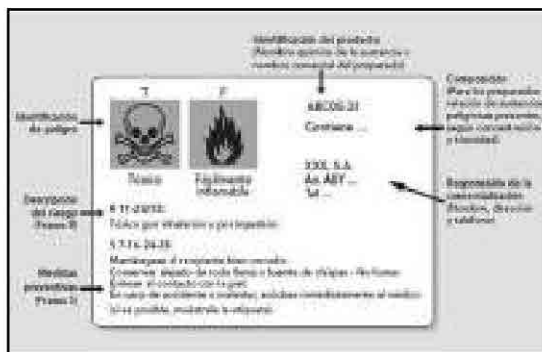 Identificación del producto
(Nombre químico de la sustancia o
nombre comercial del preparado)
Composición
(Para los preparados
relación de sustancias
peligrosas presentes,
según concentración
y toxicidad)
T F
ABCDE-33
Contiene ...
Identificación
de peligro
XXX, S.A.
Av. ABY ...
Tel ...
Tóxico
Fácilmente
inflamable
Responsable de la
comercialización
(Nombre, dirección
y teléfono)
Descripción
del riesgo
(Frases R)
R 11-23/25:
Tóxico por inhalación y por ingestión
S 7-16-24-45
Manténgase el recipiente bien cerrado
Medidas
preventivas
(Frases S)
Conservar alejado de toda llama o fuente de chispas - No fumar
Evítese el contacto con la piel
En caso de accidente o malestar, acúdase inmediatamente al médico
(si es posible, muéstrele la etiqueta)